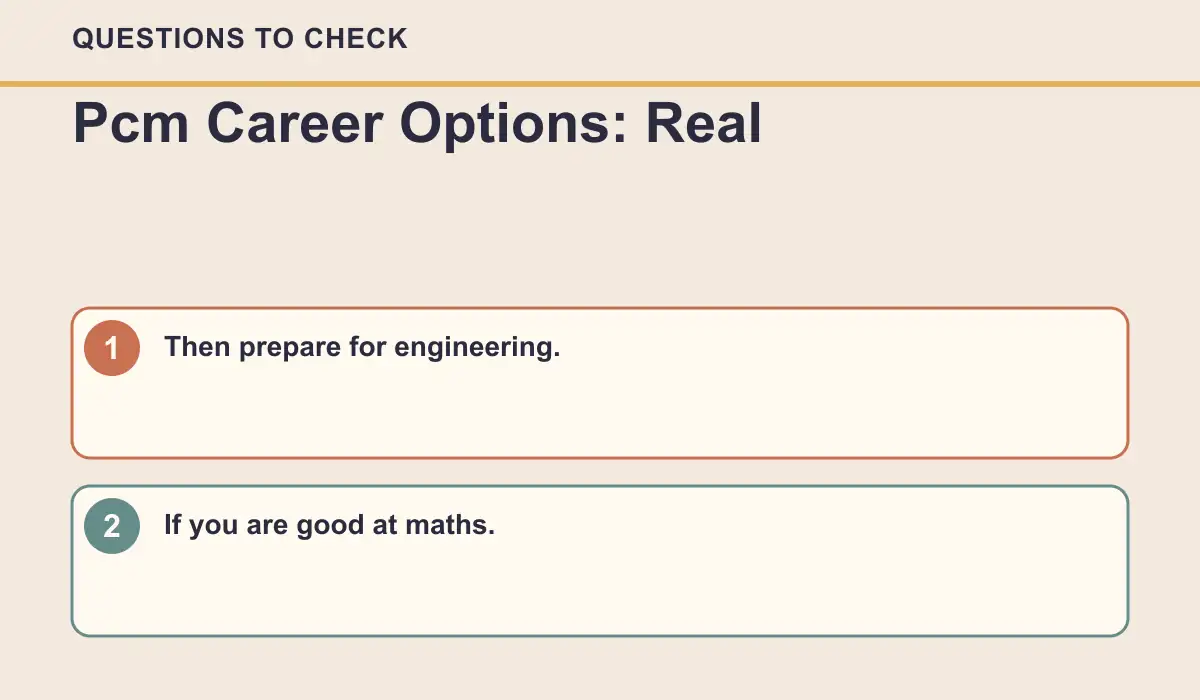 QUESTIONS TO CHECK
Pcm Career Options: Real
1 Then prepare for engineering.
2 If you are good at maths.